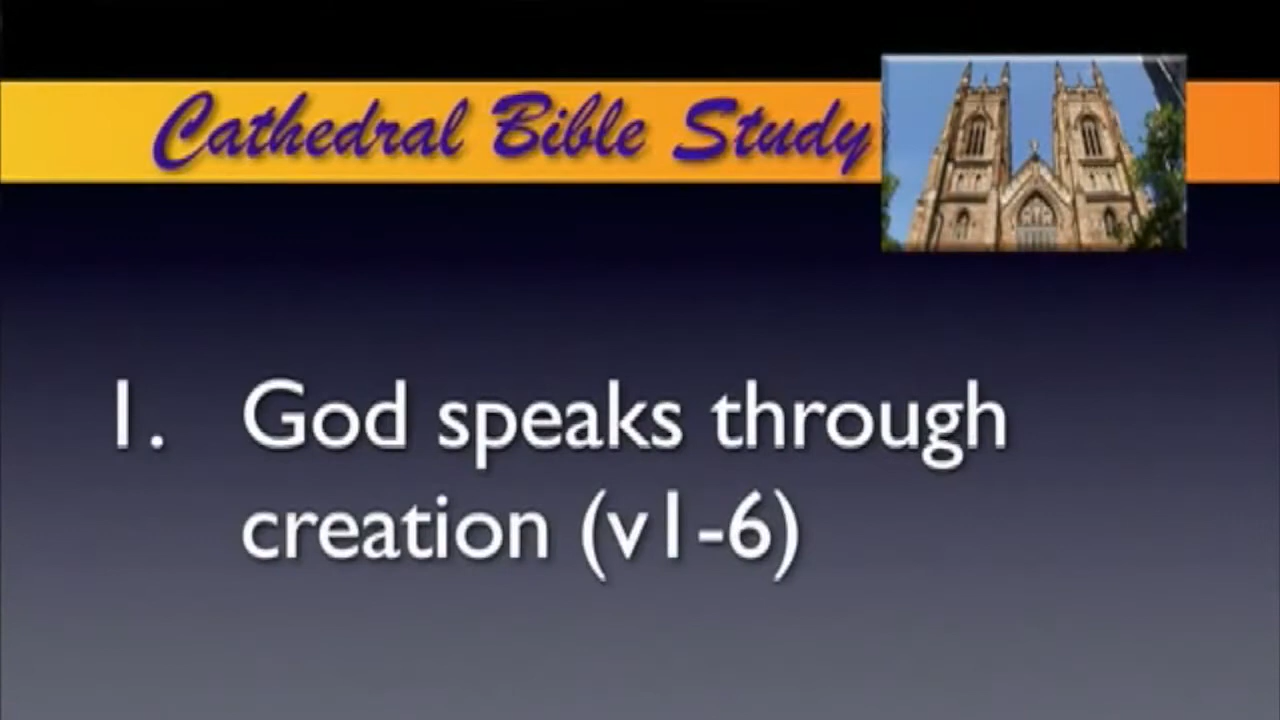 Cathedral Bible Study
1. God speaks through
creation (v1-6)